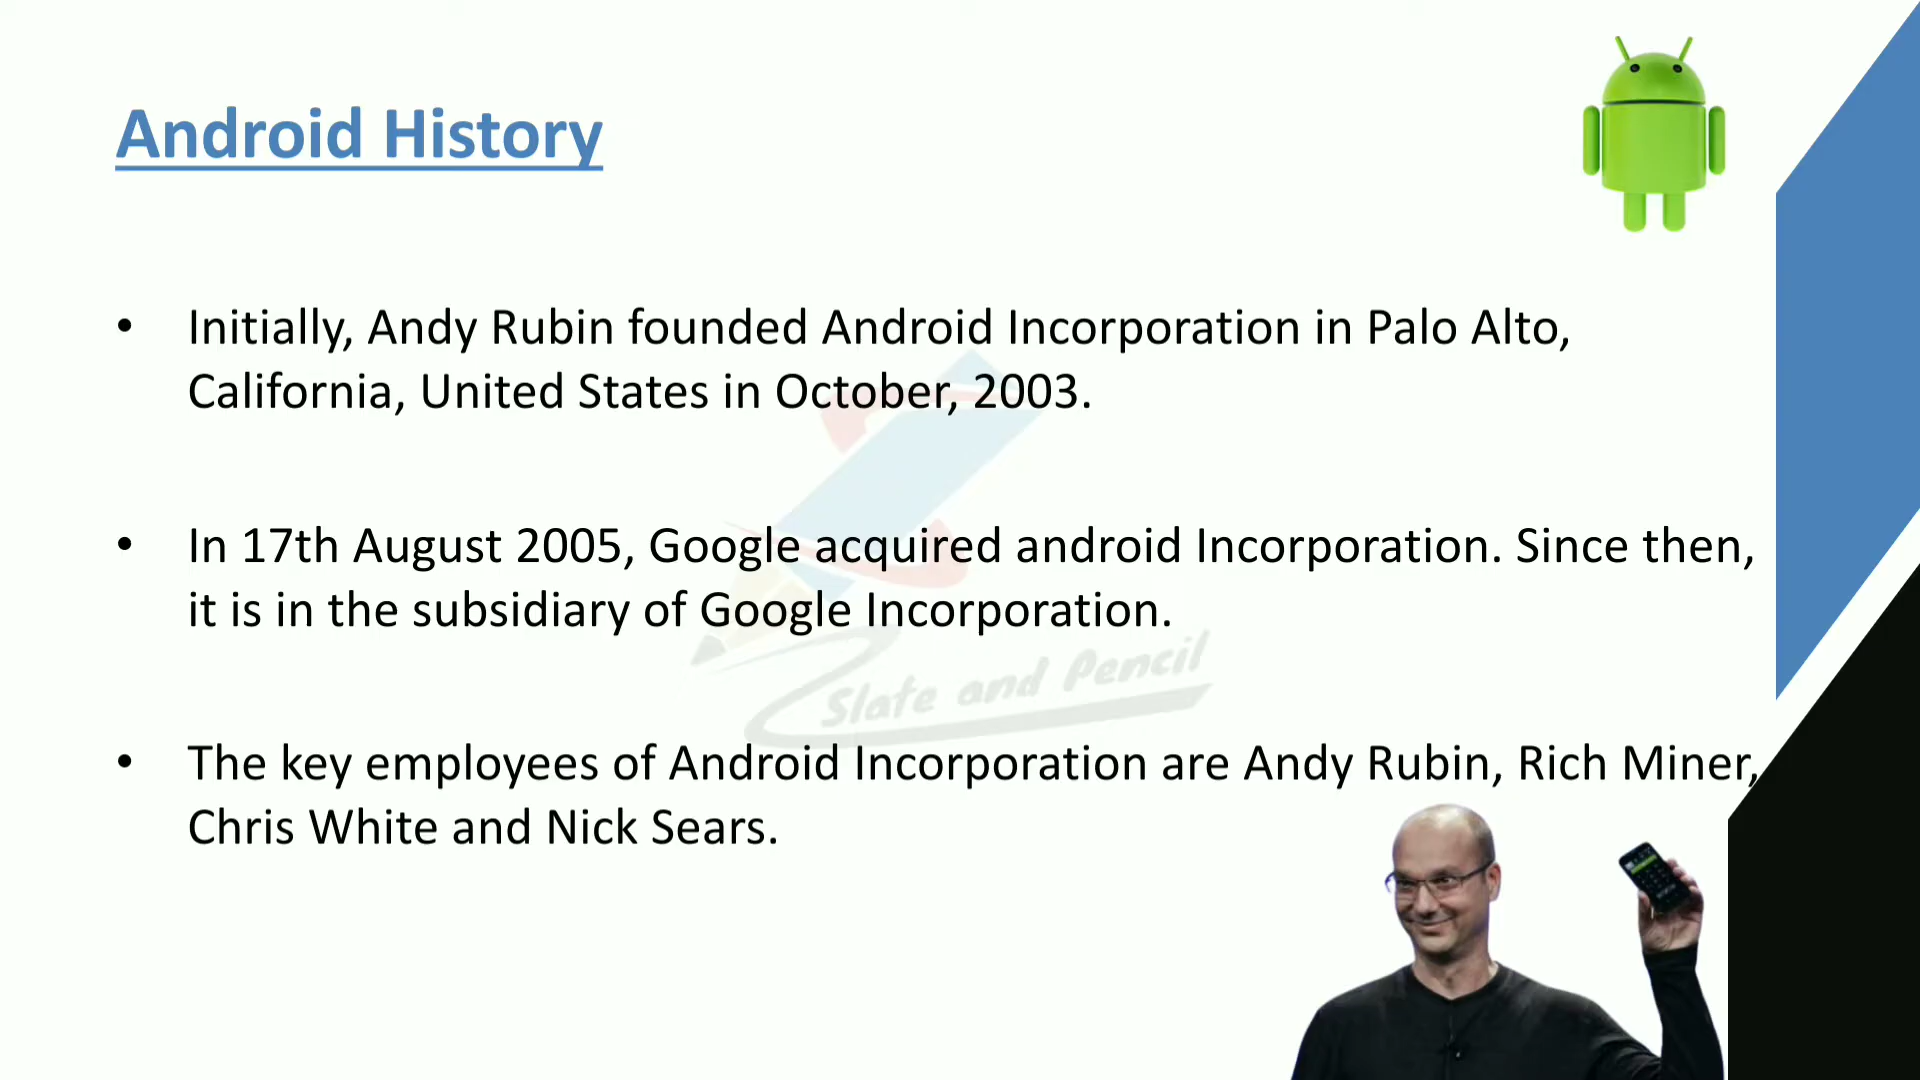 Android History
• Initially, Andy Rubin founded Android Incorporation in Palo Alto,
California, United States in October, 2003.
• In 17th August 2005, Google acquired android Incorporation. Since then,
it is in the subsidiary of Google Incorporation.
Slate and Pencil
• The key employees of Android Incorporation are Andy Rubin, Rich Miner,
Chris White and Nick Sears.